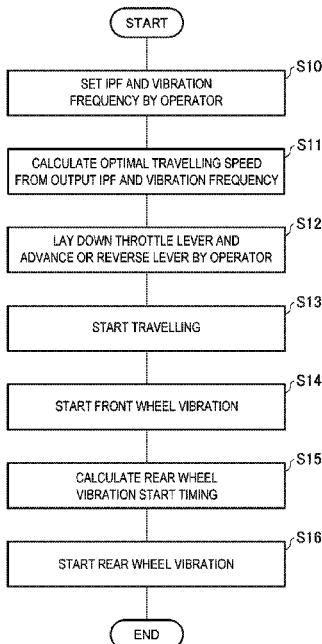 START
S10
SET IPF AND VIBRATION
FREQUENCY BY OPERATOR
S11
CALCULATE OPTIMAL TRAVELLING SPEED
FROM OUTPUT IPF AND VIBRATION FREQUENCY
S12
LAY DOWN THROTTLE LEVER AND
ADVANCE OR REVERSE LEVER BY OPERATOR
S13
START TRAVELLING
S14
START FRONT WHEEL VIBRATION
S15
CALCULATE REAR WHEEL
VIBRATION START TIMING
S16
START REAR WHEEL VIBRATION
END